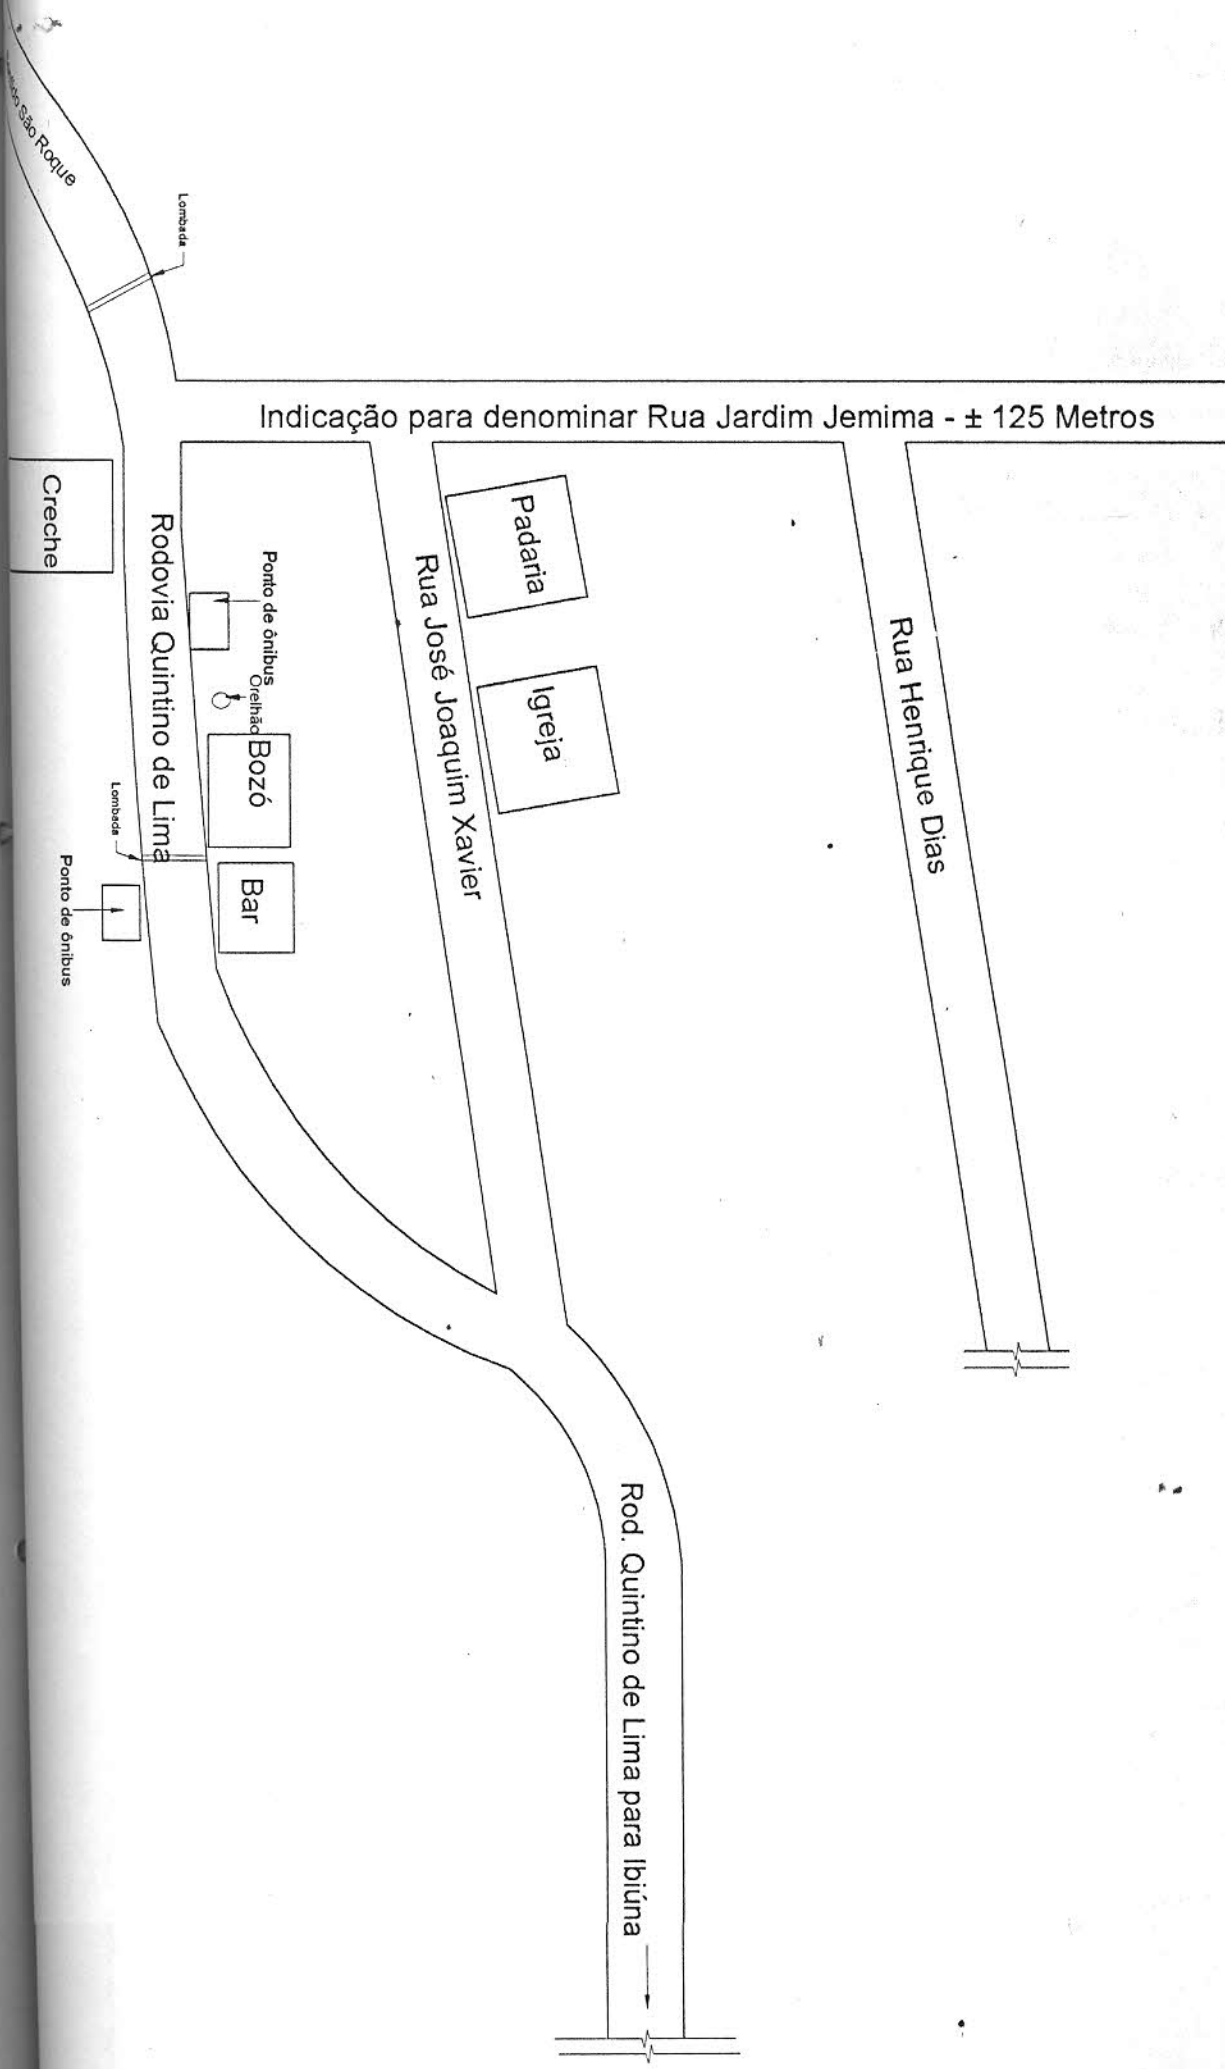 São Roque
Lombada
Indicação para denominar Rua Jardim Jemima - ± 125 Metros
Creche
Rodovia Quintino de Lima
Ponto de ônibus
Orelhão
Bozó
Bar
Lombada
Ponto de ônibus
Rua José Joaquim Xavier
Padaria
Igreja
Rua Henrique Dias
Rod. Quintino de Lima para Ibiúna